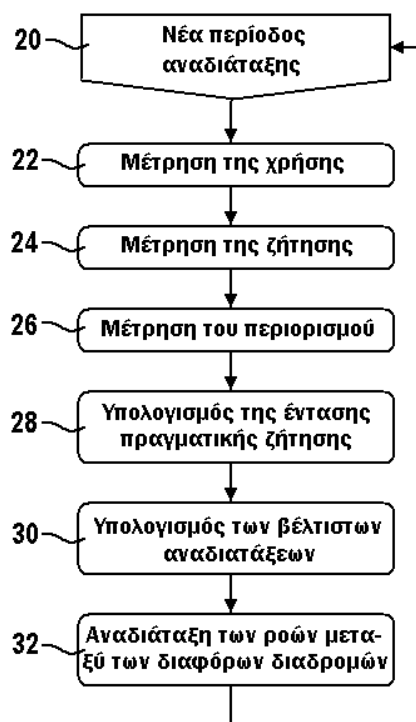 20
Νέα περίοδος
αναδιάταξης
22
Μέτρηση της χρήσης
24
Μέτρηση της ζήτησης
26
Μέτρηση του περιορισμού
28
Υπολογισμός της έντασης
πραγματικής ζήτησης
30
Υπολογισμός των βέλτιστων
αναδιατάξεων
32
Αναδιάταξη των ροών μετα-
ξύ των διαφόρων διαδρομών